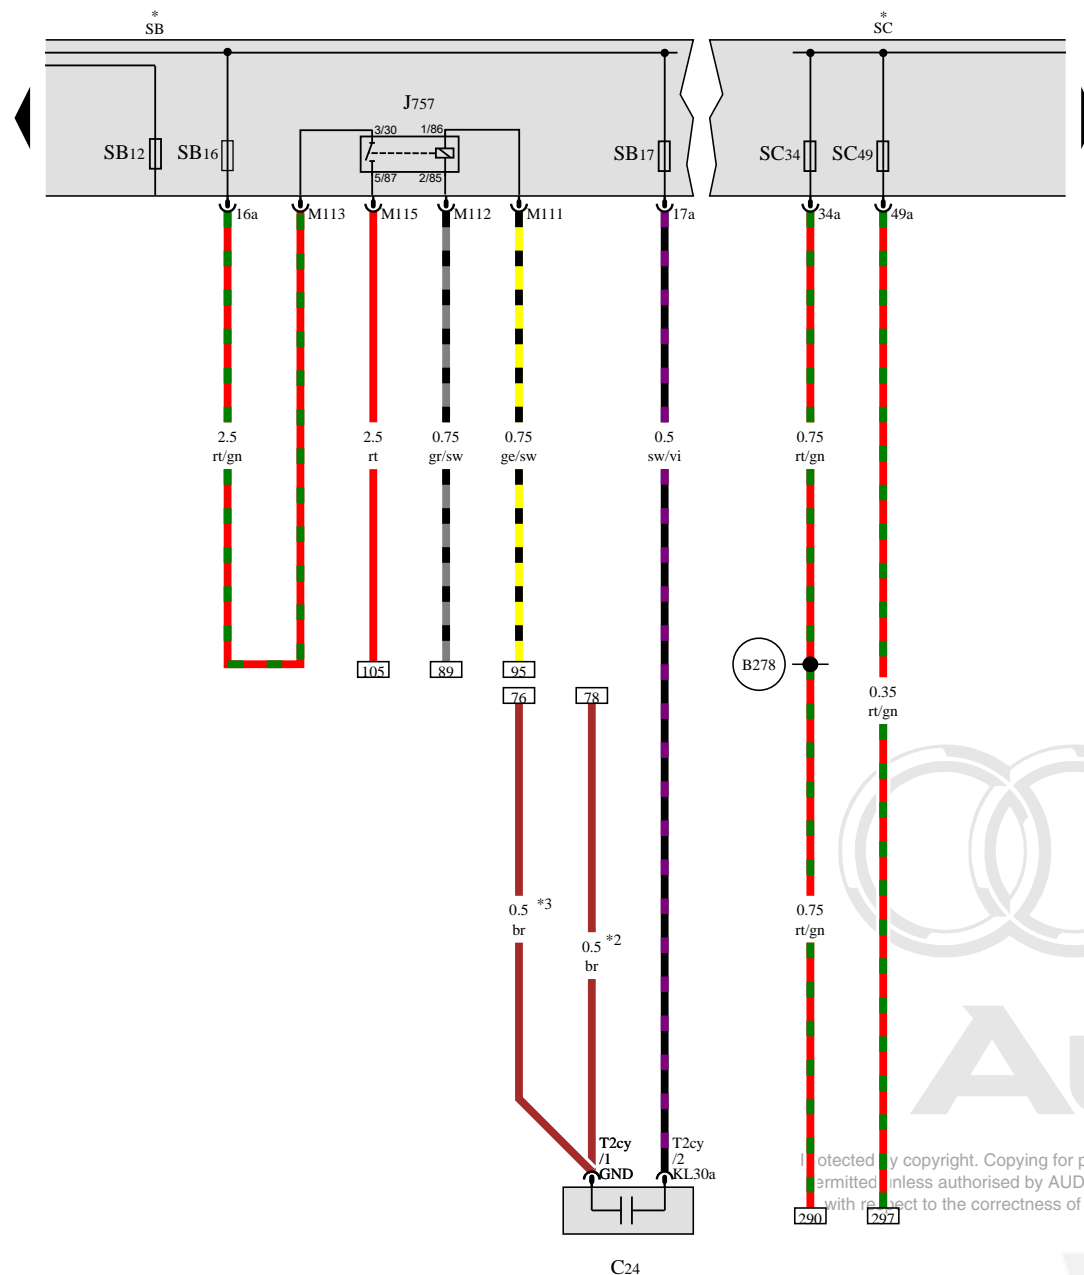 *
SB
*
SC
J757
3/30
1/86
5/87
2/85
SB12
SB16
SB17
SC34
SC49
16a
M113
M115
M112
M111
17a
34a
49a
2.5
rt/gn
2.5
rt
0.75
gr/sw
0.75
ge/sw
0.5
sw/vi
0.75
rt/gn
105
89
95
B278
76
78
0.35
rt/gn
0.5
br
*3
0.5
br
*2
0.75
rt/gn
Au
T2cy
/1
GND
T2cy
/2
KL30a
otected y copyright. Copying for p
ermitted unless authorised by AUD
with respect to the correctness of
290
297
C24